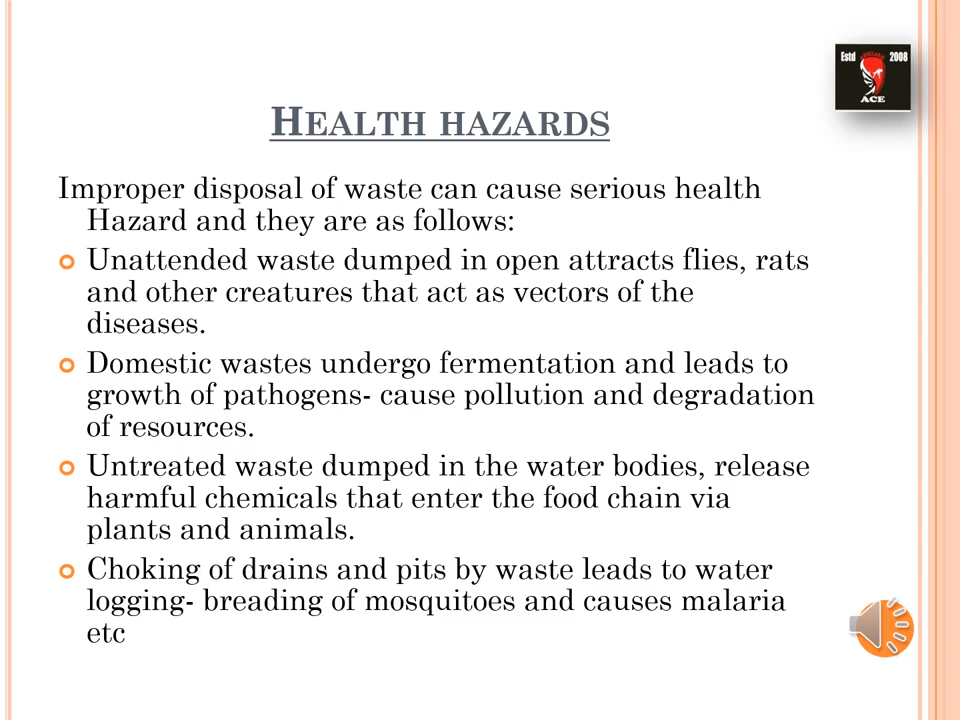 Estd 2008
ACE
HEALTH HAZARDS
Improper disposal of waste can cause serious health
Hazard and they are as follows:
Unattended waste dumped in open attracts flies, rats
and other creatures that act as vectors of the
diseases.
Domestic wastes undergo fermentation and leads to
growth of pathogens- cause pollution and degradation
of resources.
Untreated waste dumped in the water bodies, release
harmful chemicals that enter the food chain via
plants and animals.
Choking of drains and pits by waste leads to water
logging- breading of mosquitoes and causes malaria
etc